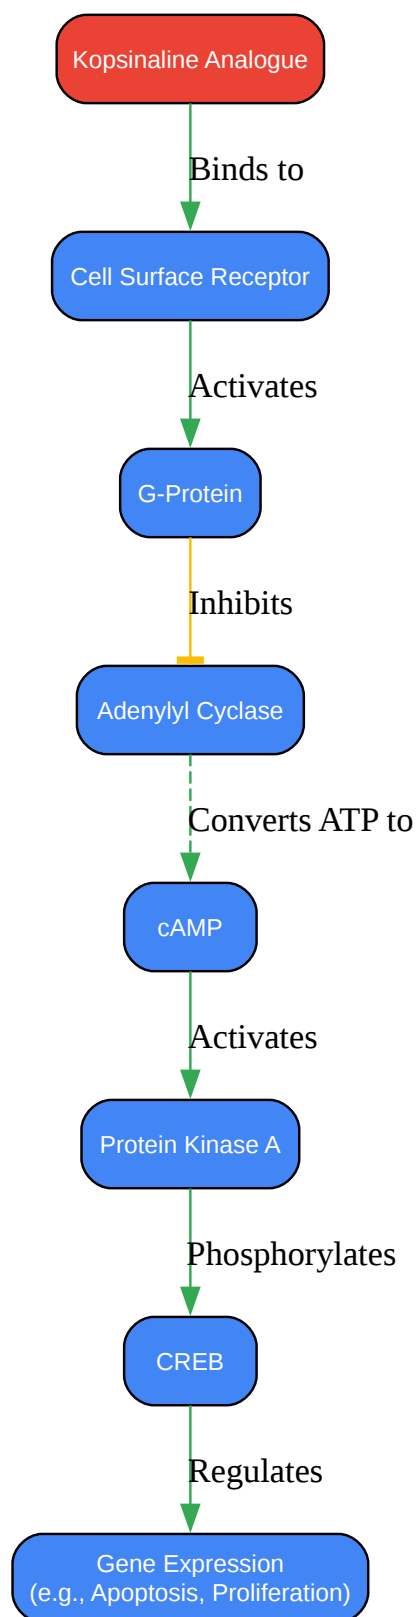 Kopsinaline Analogue
Binds to
Cell Surface Receptor
Activates
G-Protein
Inhibits
Adenylyl Cyclase
Converts ATP to
cAMP
Activates
Protein Kinase A
Phosphorylates
CREB
Regulates
Gene Expression
(e.g., Apoptosis, Proliferation)